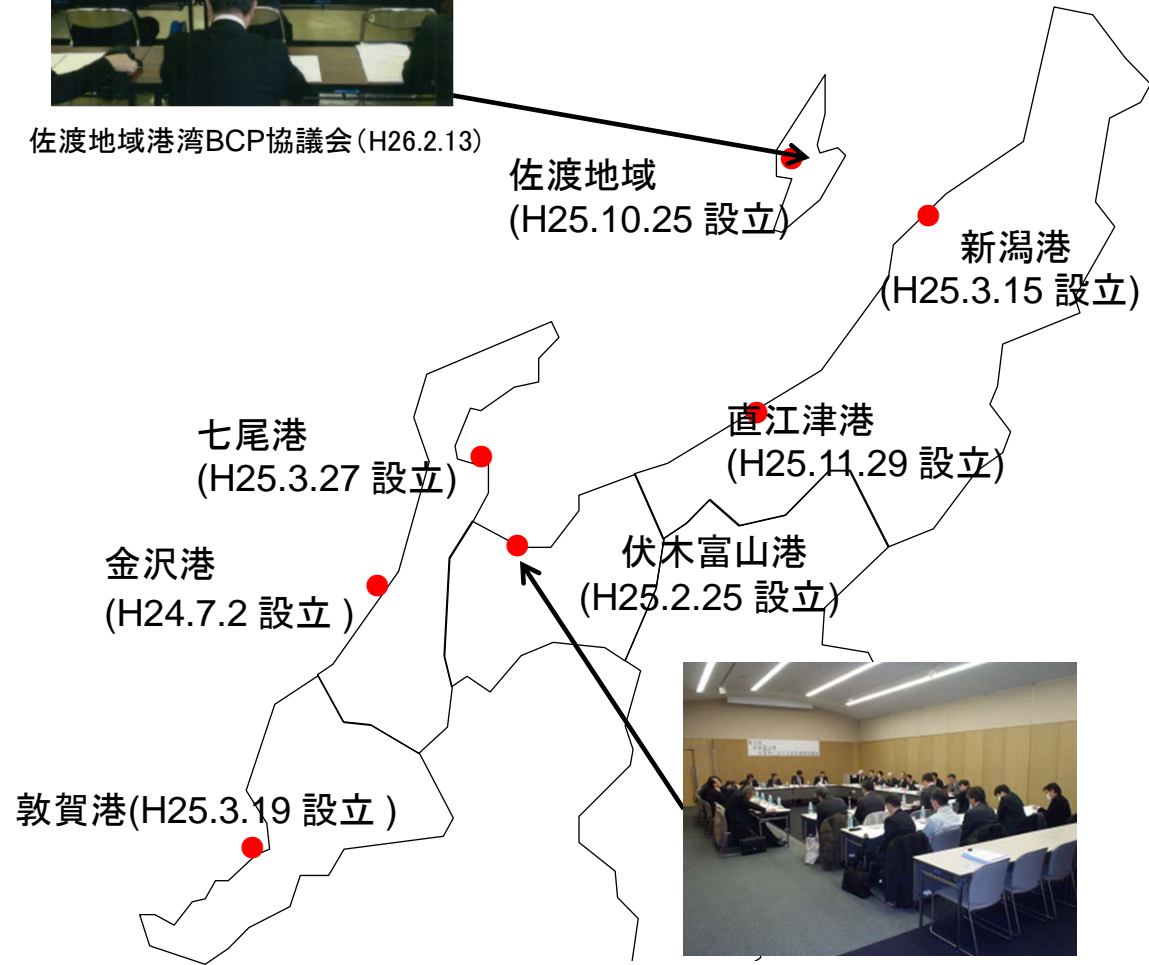 佐渡地域港湾BCP協議会（H26.2.13）
佐渡地域
(H25.10.25 設立)
新潟港
(H25.3.15 設立)
直江津港
(H25.11.29 設立)
七尾港
(H25.3.27 設立)
伏木富山港
(H25.2.25 設立)
金沢港
(H24.7.2 設立 )
敦賀港(H25.3.19 設立 )